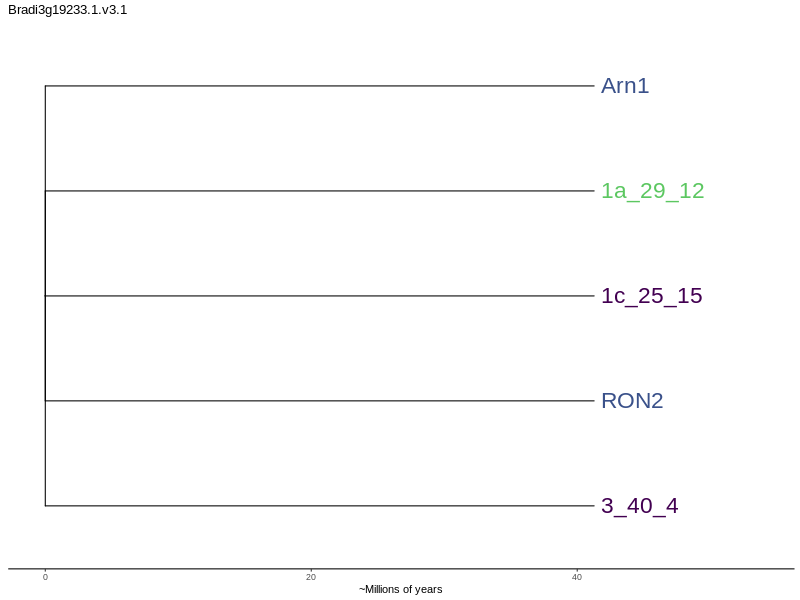 Bradi3g19233.1.v3.1
Arn1
1a_29_12
1c_25_15
RON2
3_40_4
0 20 40
~Millions of years